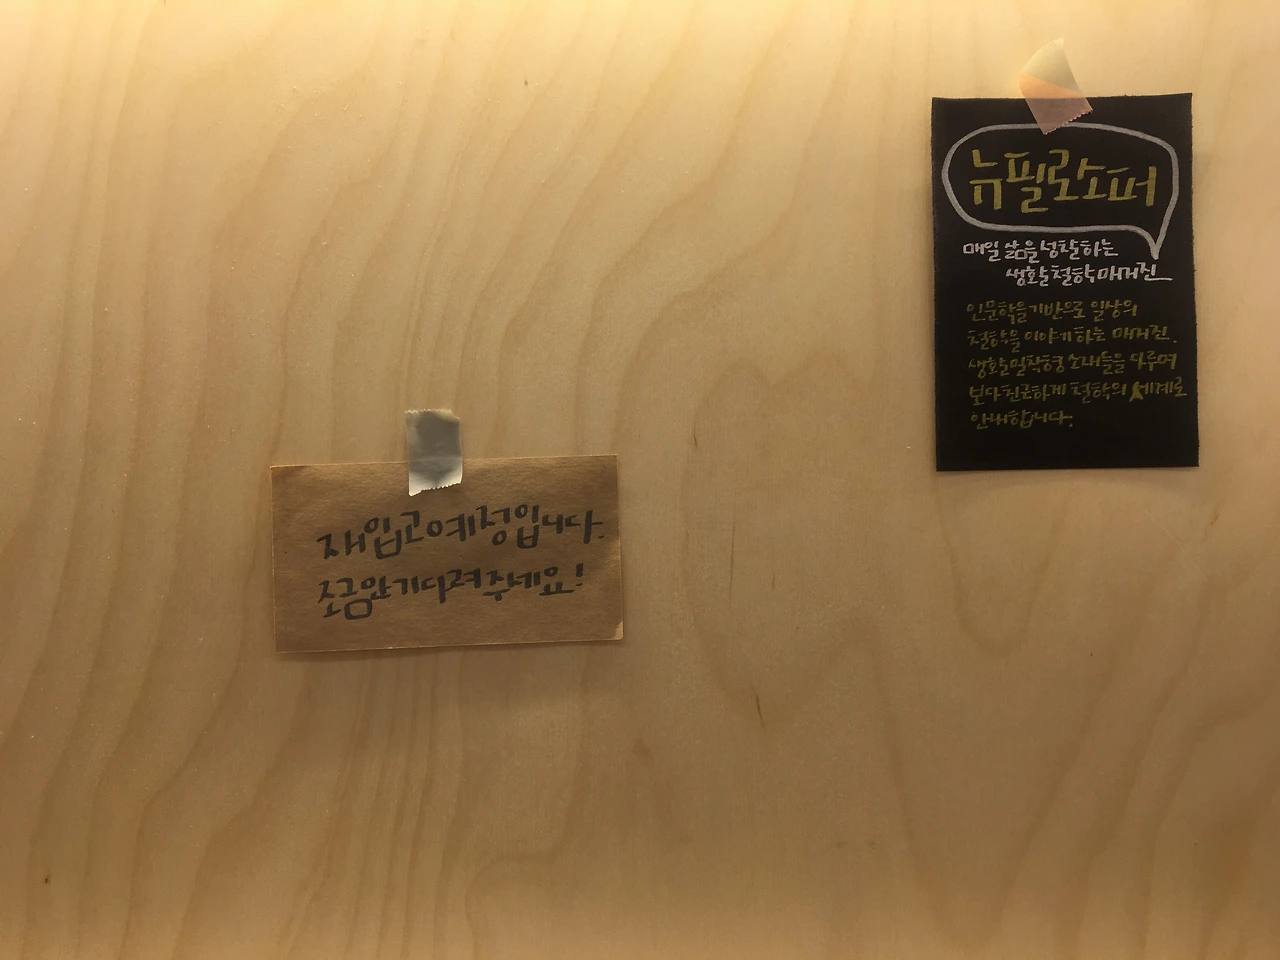 재입고 예정입니다.
조금만 기다려주세요!
뉴필로소퍼
매일 삶을 성찰하는
생활철학매거진
인문학을 기반으로 일상의
철학을 이야기하는 매거진.
생활밀착형 소재들을 다루며
보다 친근하게 철학의 세계로
안내합니다.